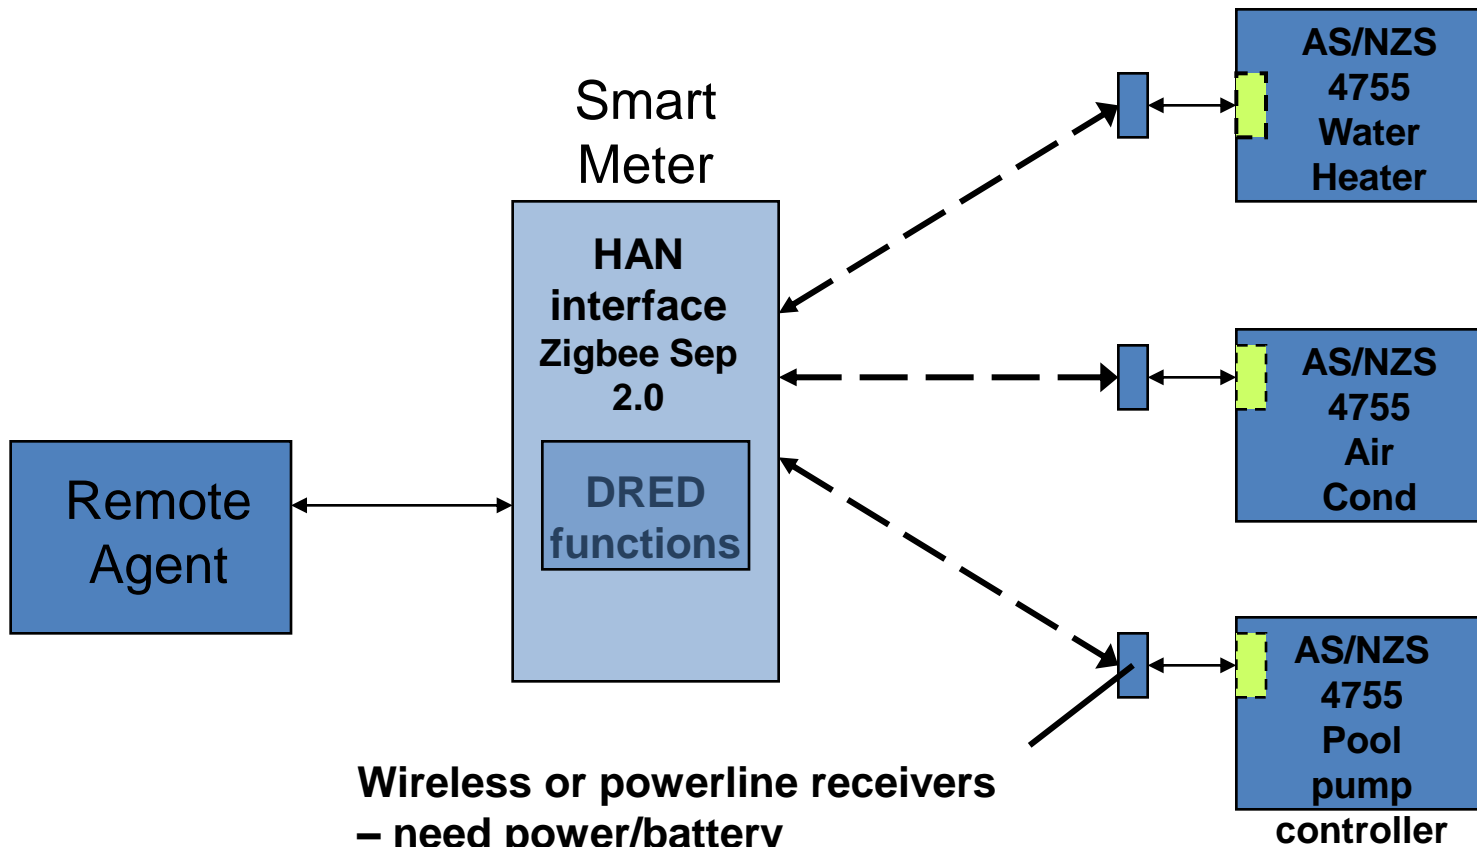 Smart
Meter
HAN
interface
Zigbee Sep
2.0
DRED
functions
Remote
Agent
AS/NZS
4755
Water
Heater
AS/NZS
4755
Air
Cond
AS/NZS
4755
Pool
pump
controller
Wireless or powerline receivers
– need power/battery